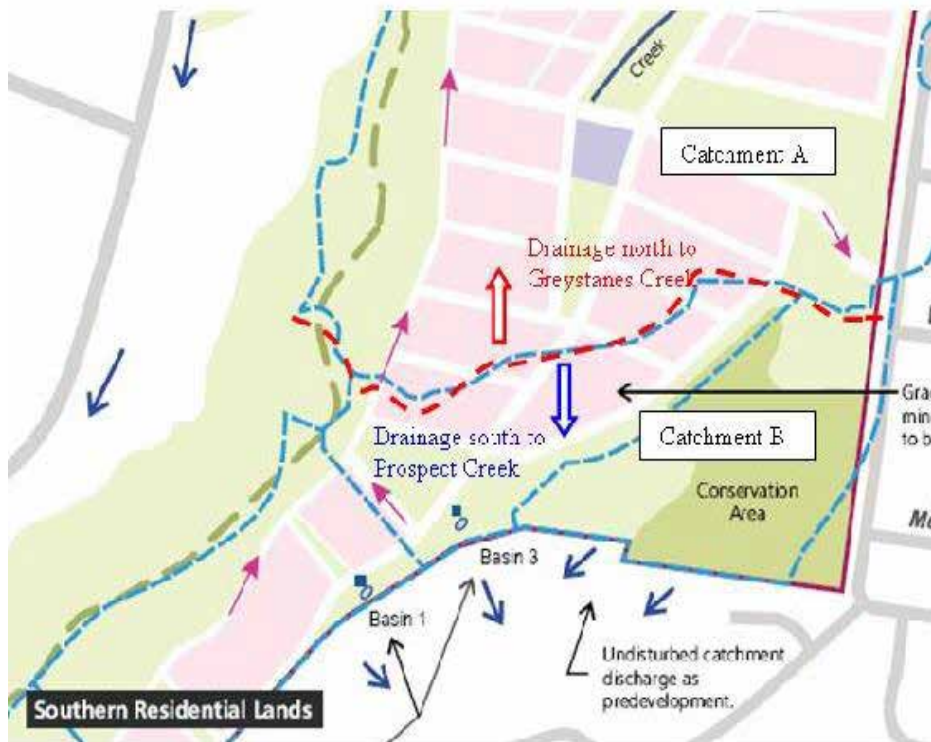 Creek
Catchment A
Drainage north to
Greystanes Creek
Drainage south to
Prospect Creek
Catchment B
Conservation
Area
Basin 3
Basin 1
Undisturbed catchment
discharge as
predevelopment.
Southern Residential Lands
to b